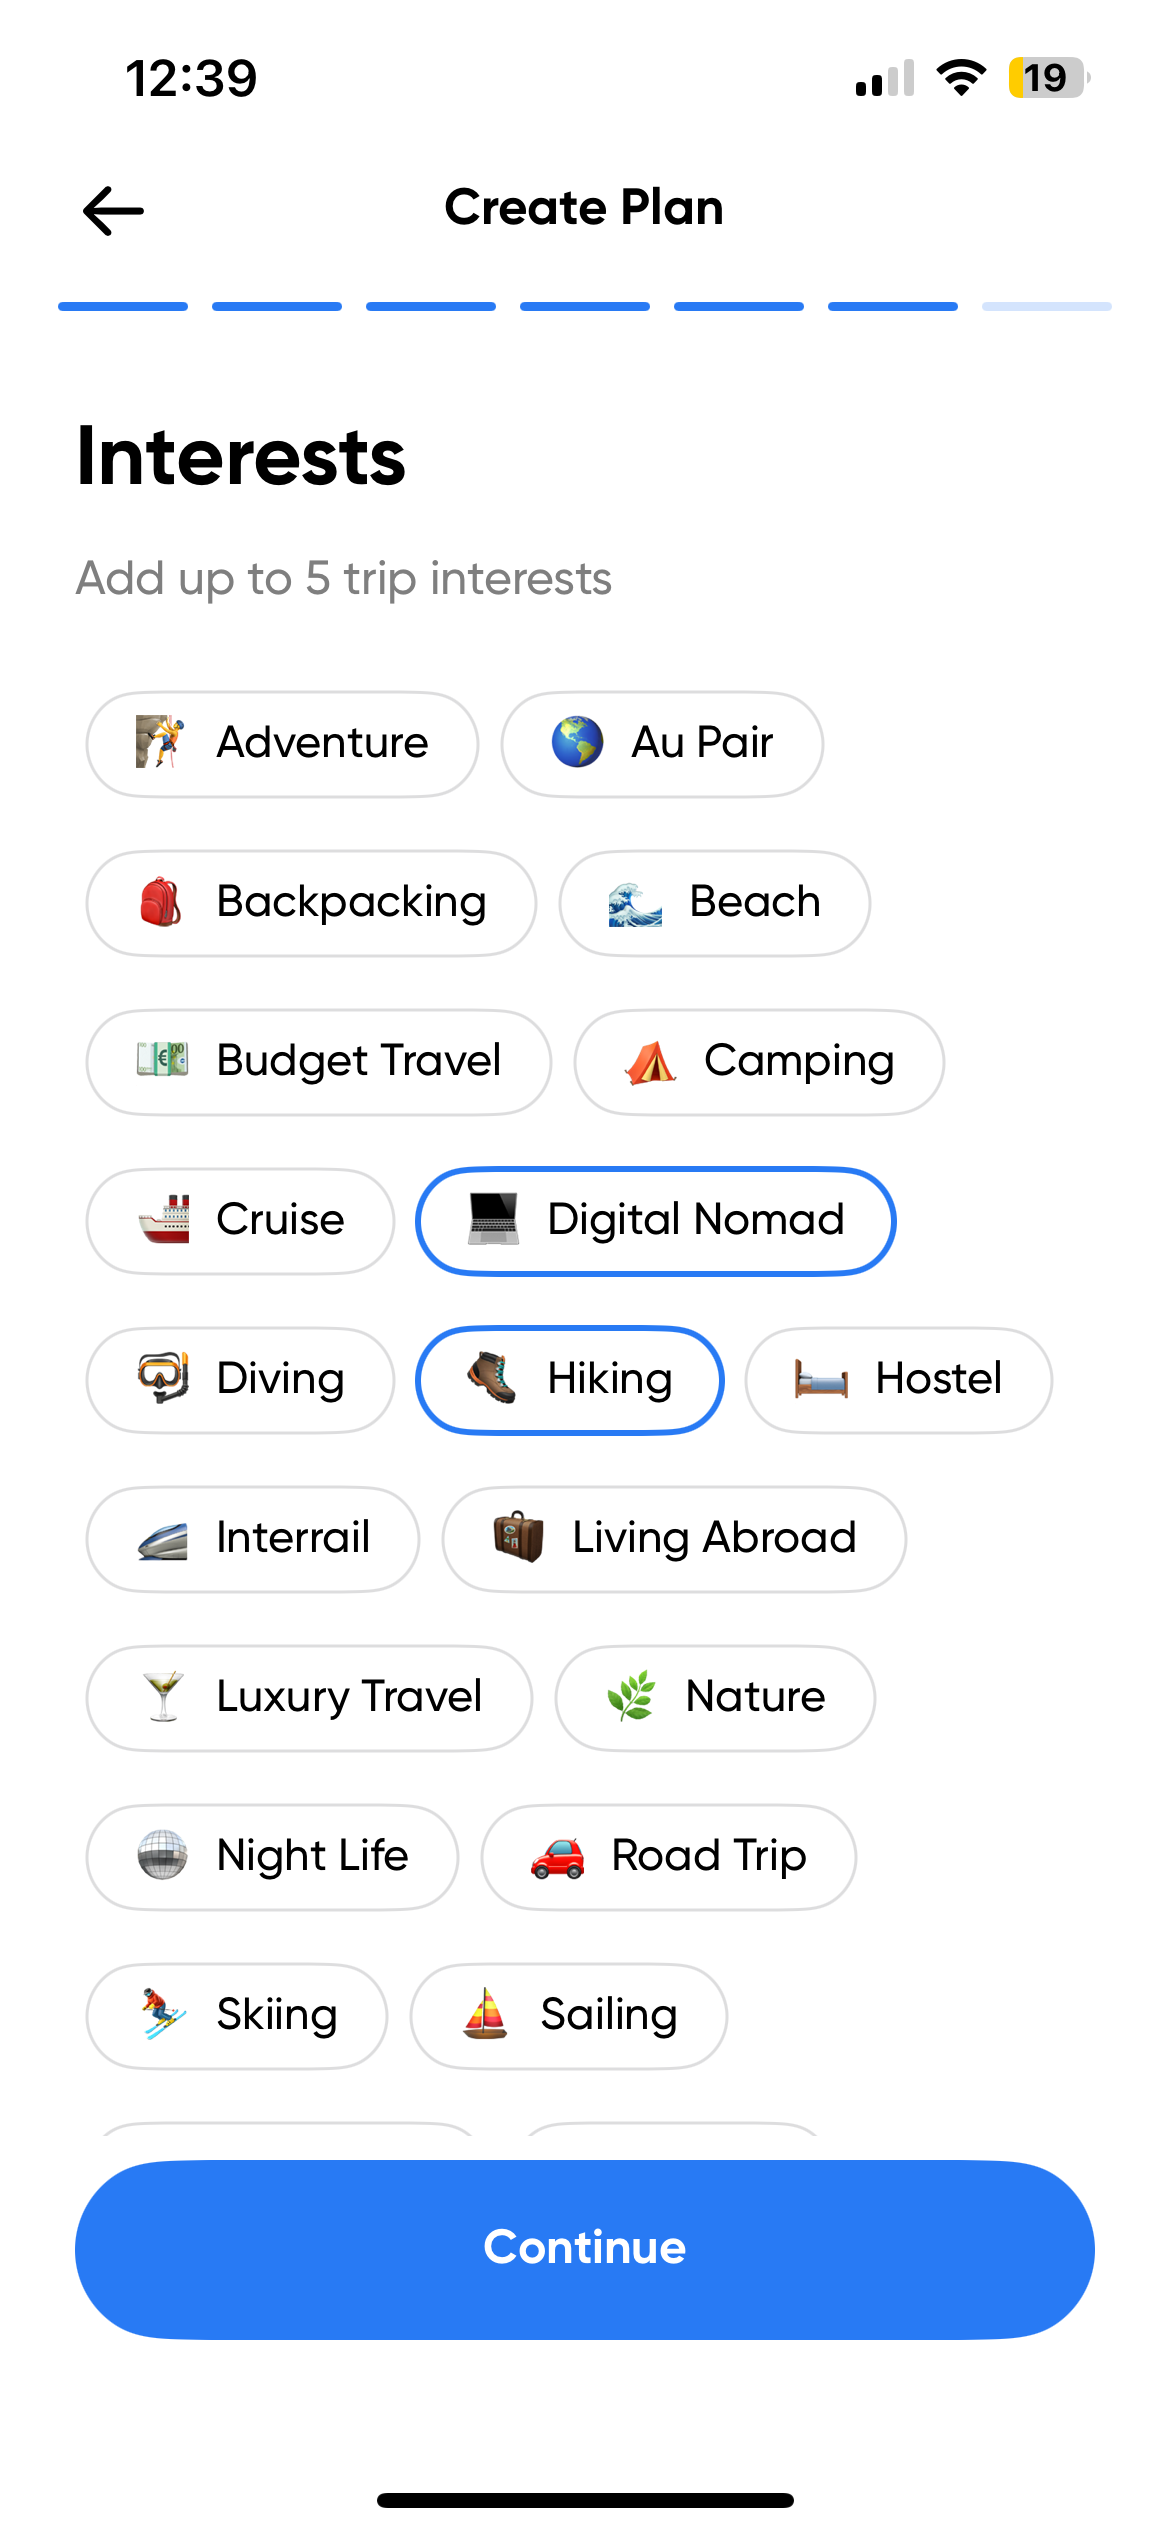 12:39
19
Create Plan
Interests
Add up to 5 trip interests
Adventure
Au Pair
Backpacking
Beach
Budget Travel
Camping
Cruise
Digital Nomad
Diving
Hiking
Hostel
Interrail
Living Abroad
Luxury Travel
Nature
Night Life
Road Trip
Skiing
Sailing
Continue